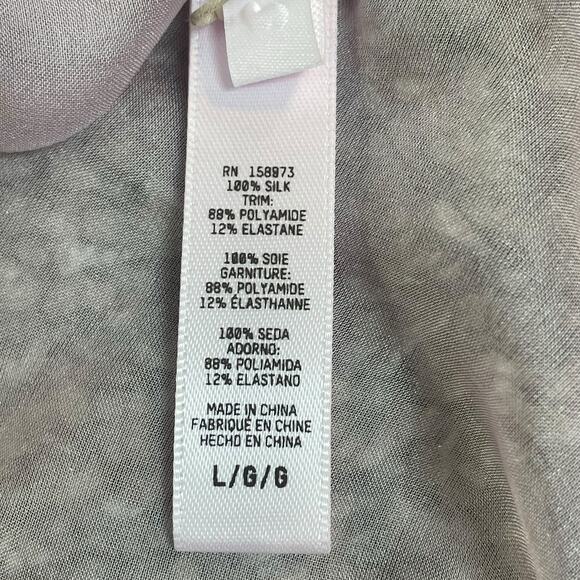 RN 158973
100% SILK
TRIM:
88% POLYAMIDE
12% ELASTANE
100% SOIE
GARNITURE:
88% POLYAMIDE
12% ÉLASTHANNE
100% SEDA
ADORNO:
88% POLIAMIDA
12% ELASTANO
MADE IN CHINA
FABRIQUÉ EN CHINE
HECHO EN CHINA
L/G/G